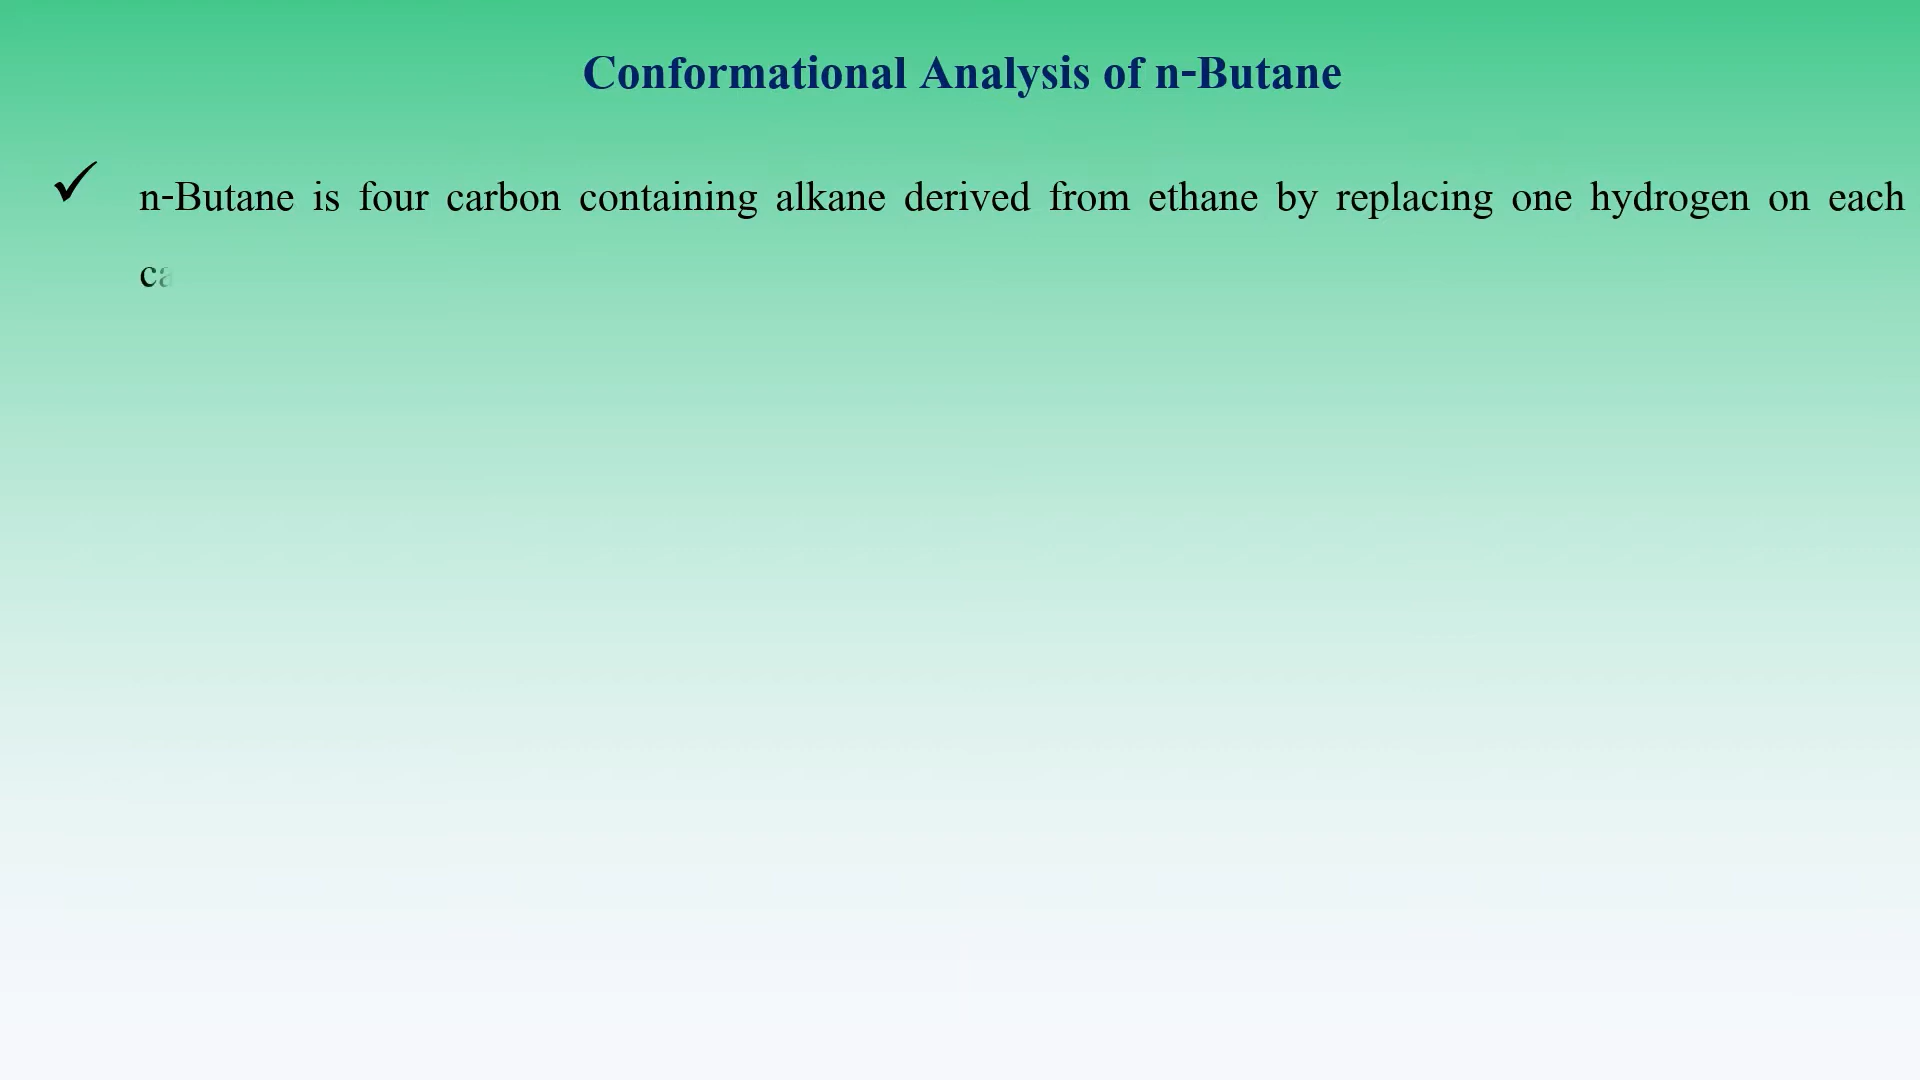 Conformational Analysis of n-Butane
✓ n-Butane is four carbon containing alkane derived from ethane by replacing one hydrogen on each
ca